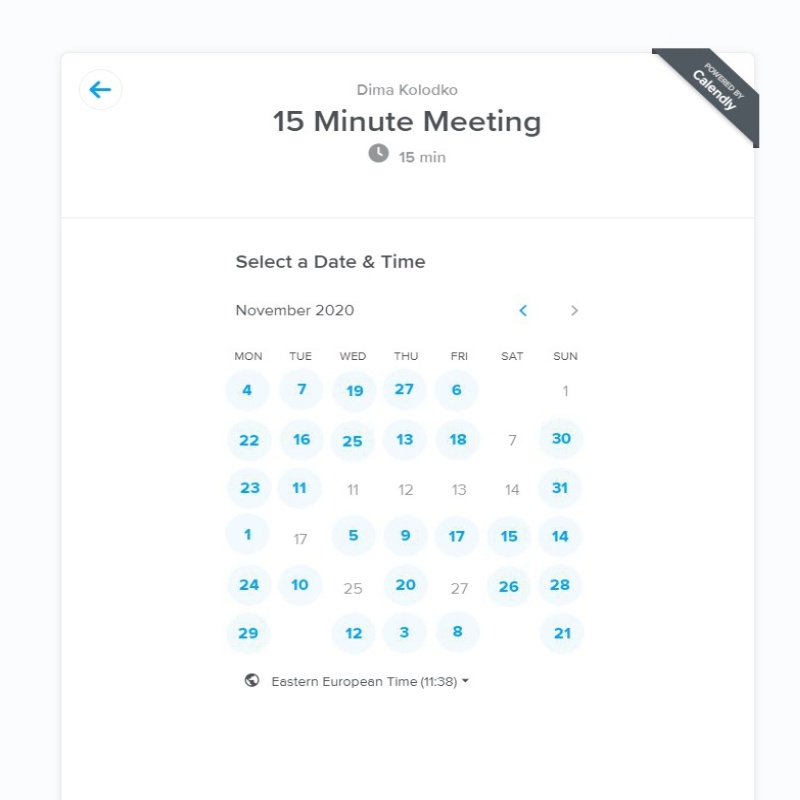 POWERED BY
Calendly
Dima Kolodko
15 Minute Meeting
15 min
Select a Date & Time
November 2020
MON TUE WED THU FRI SAT SUN
4 7 19 27 6 1
22 16 25 13 18 7 30
23 11 11 12 13 14 31
1 17 5 9 17 15 14
24 10 25 20 27 26 28
29 12 3 8 21
Eastern European Time (11:38)